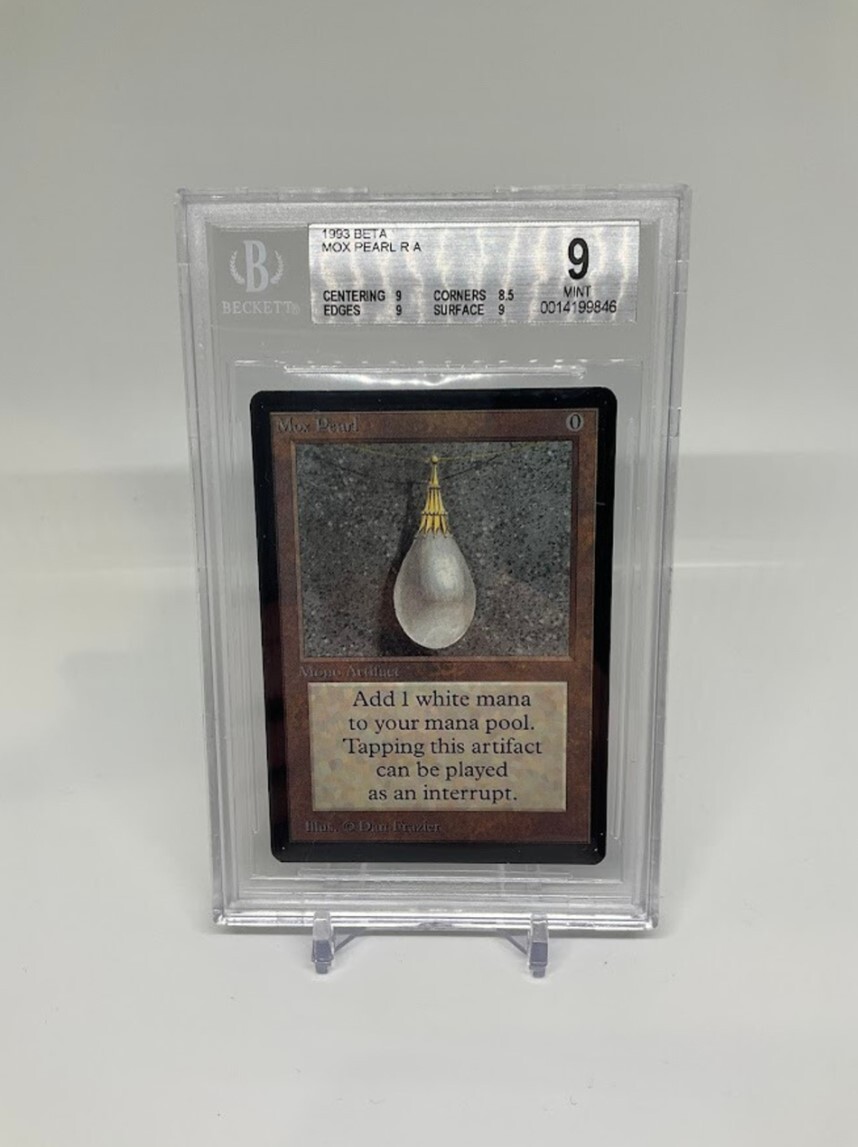 1993 BETA
MOX PEARL R A
CENTERING 9 CORNERS 8.5
EDGES 9 SURFACE 9
9
MINT
0014199846
B
BECKETT®
Mox Pearl 0
Mono Artifact
Add 1 white mana
to your mana pool.
Tapping this artifact
can be played
as an interrupt.
Illus. © Dan Frazier